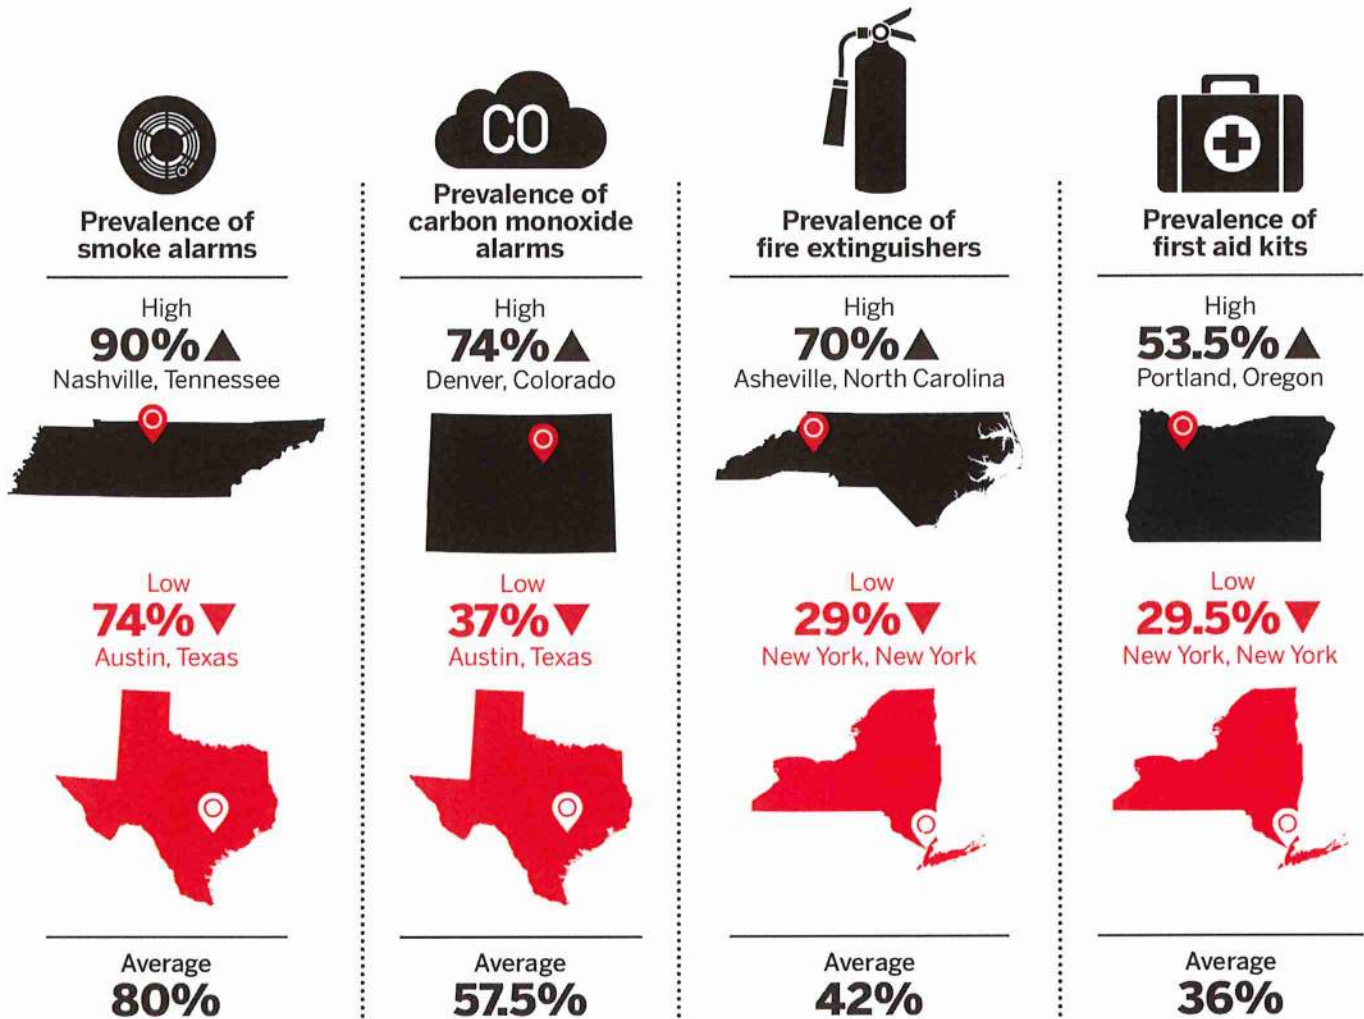 Prevalence of
smoke alarms
High
90%▲
Nashville, Tennessee
Low
74%▼
Austin, Texas
Average
80%
CO
Prevalence of
carbon monoxide
alarms
High
74%▲
Denver, Colorado
Low
37%▼
Austin, Texas
Average
57.5%
Prevalence of
fire extinguishers
High
70%▲
Asheville, North Carolina
Low
29%▼
New York, New York
Average
42%
Prevalence of
first aid kits
High
53.5%▲
Portland, Oregon
Low
29.5%▼
New York, New York
Average
36%